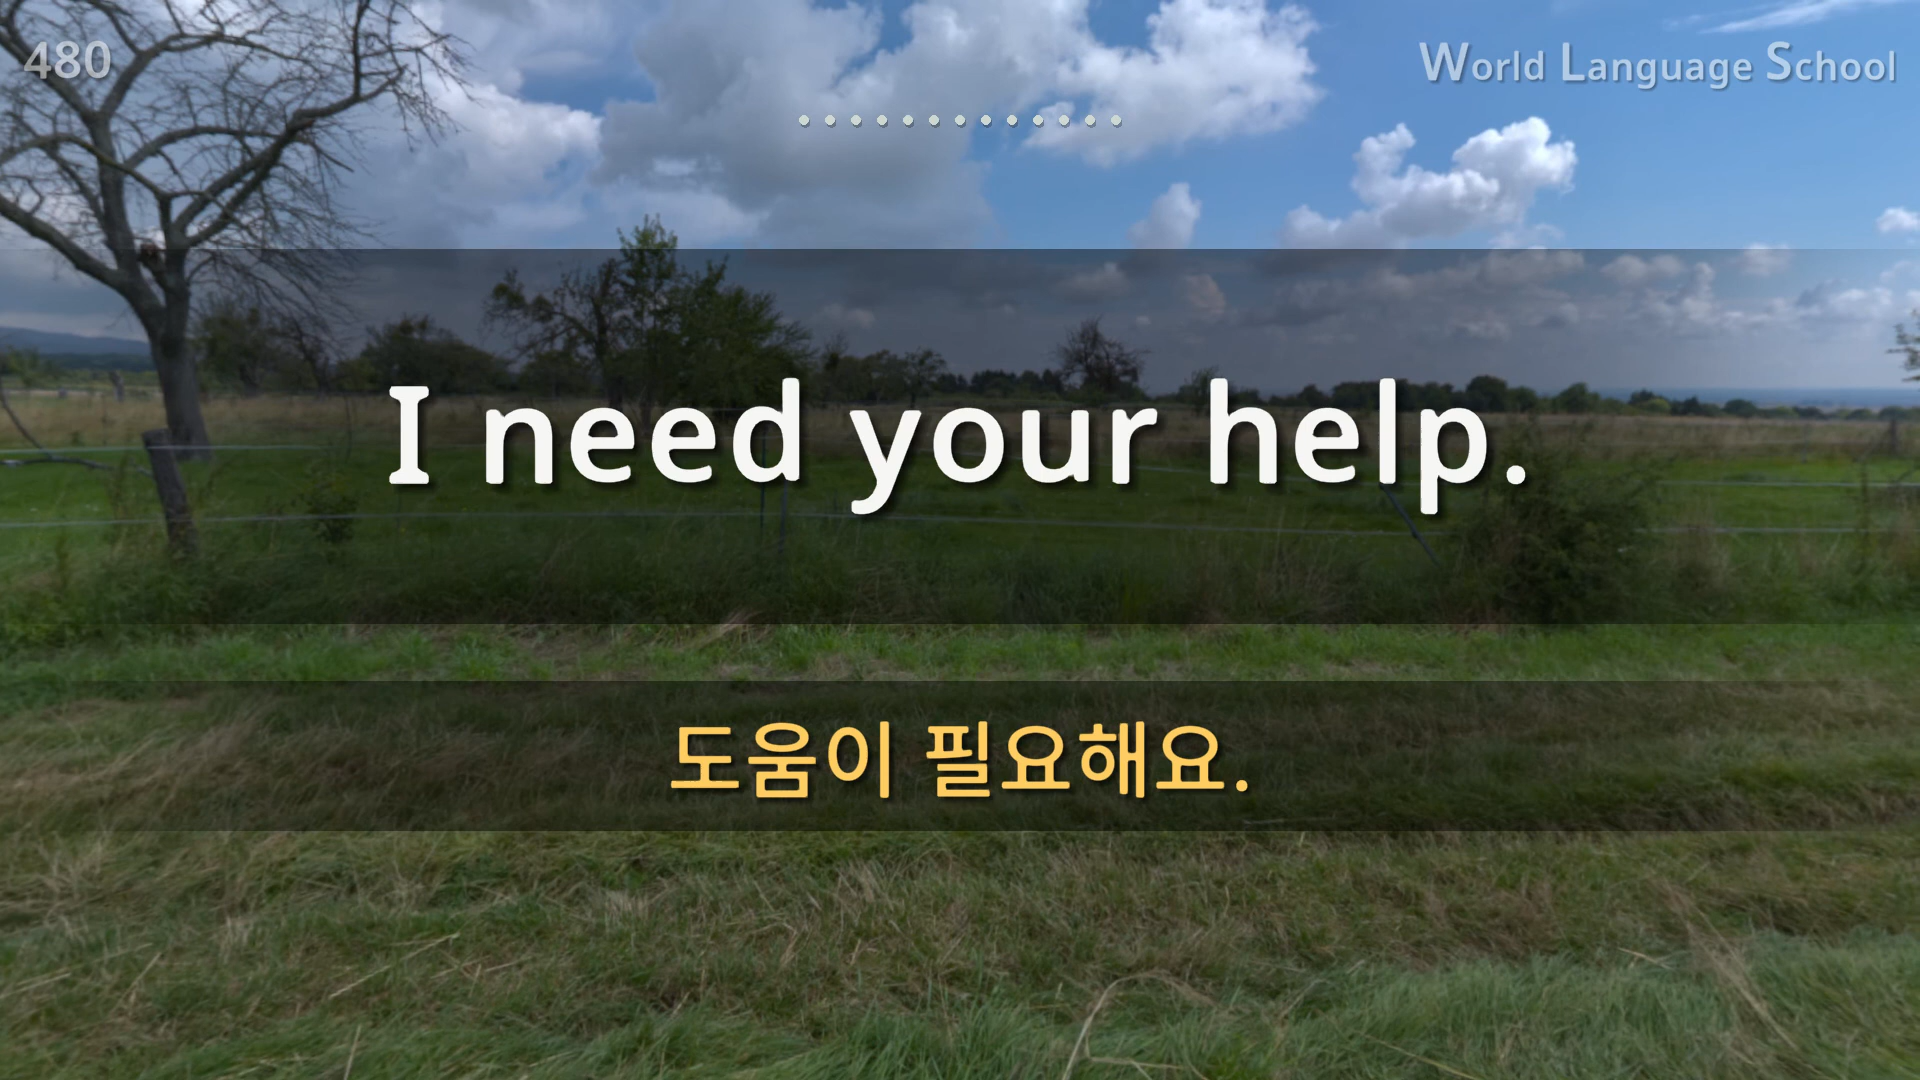 480
World Language School
I need your help.
도움이 필요해요.